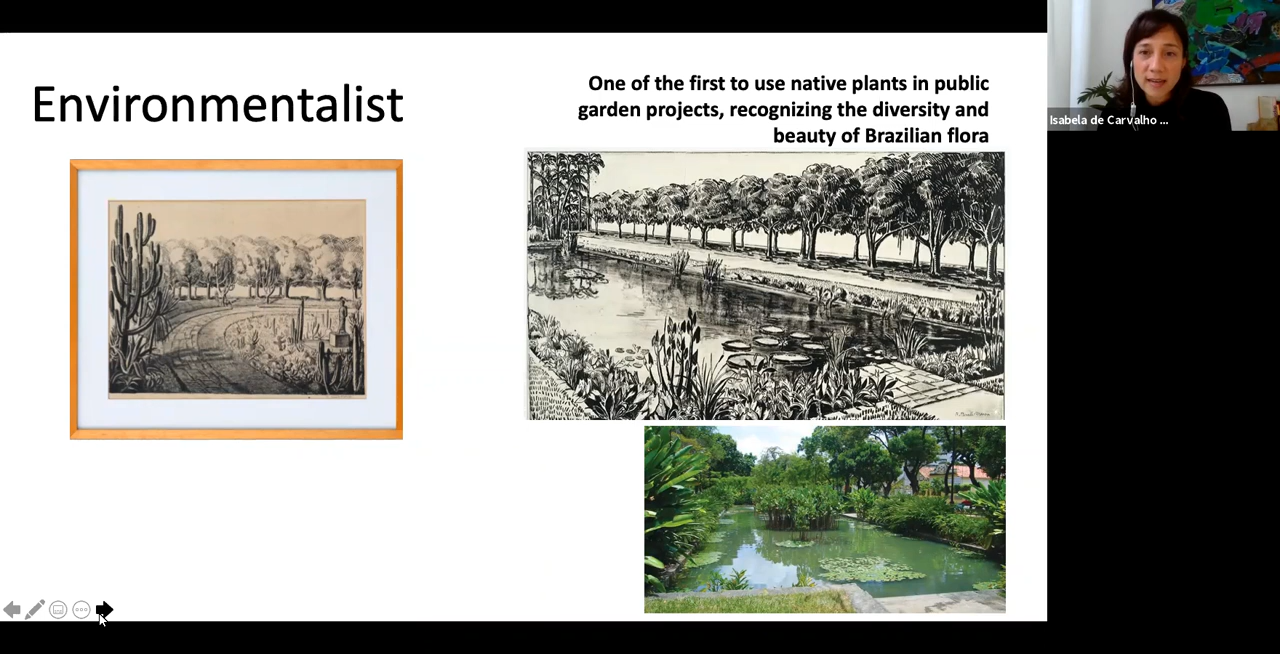 Environmentalist
One of the first to use native plants in public
garden projects, recognizing the diversity and
beauty of Brazilian flora
Isabela de Carvalho ...